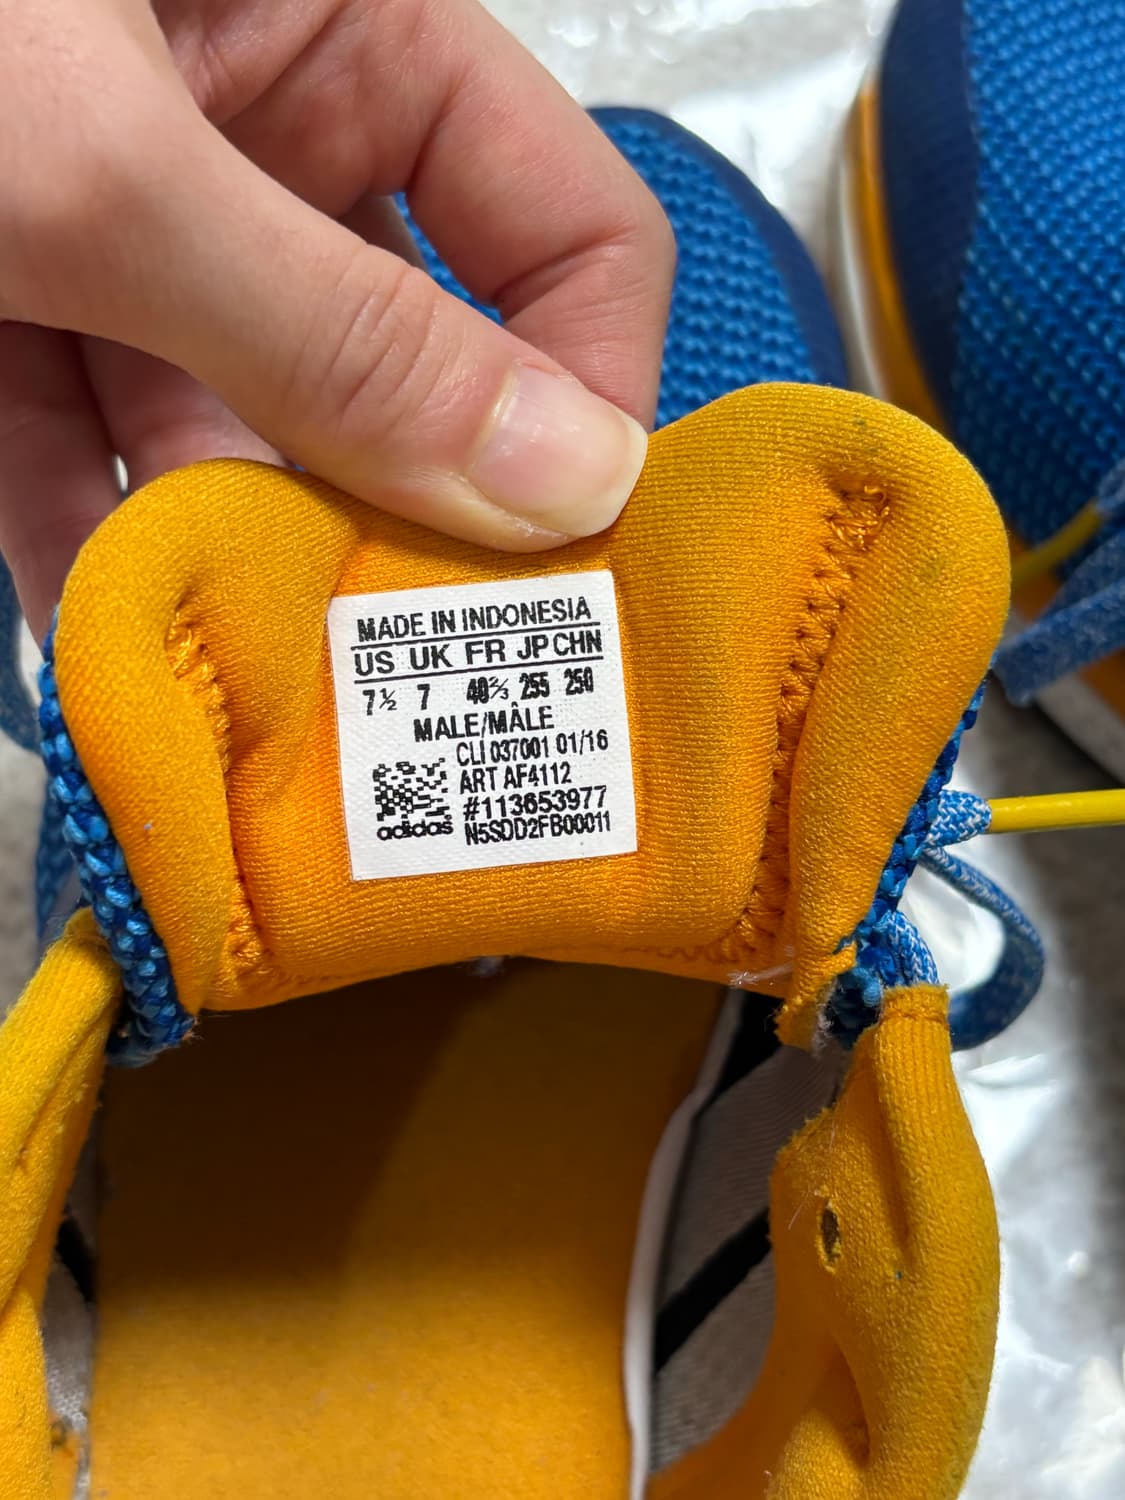 MADE IN INDONESIA
US UK FR JP CHN
7½ 7 40⅔ 255 250
MALE/MÂLE
CLI 037001 01/16
ART AF4112
#113653977
adidas N5SDD2FB00011